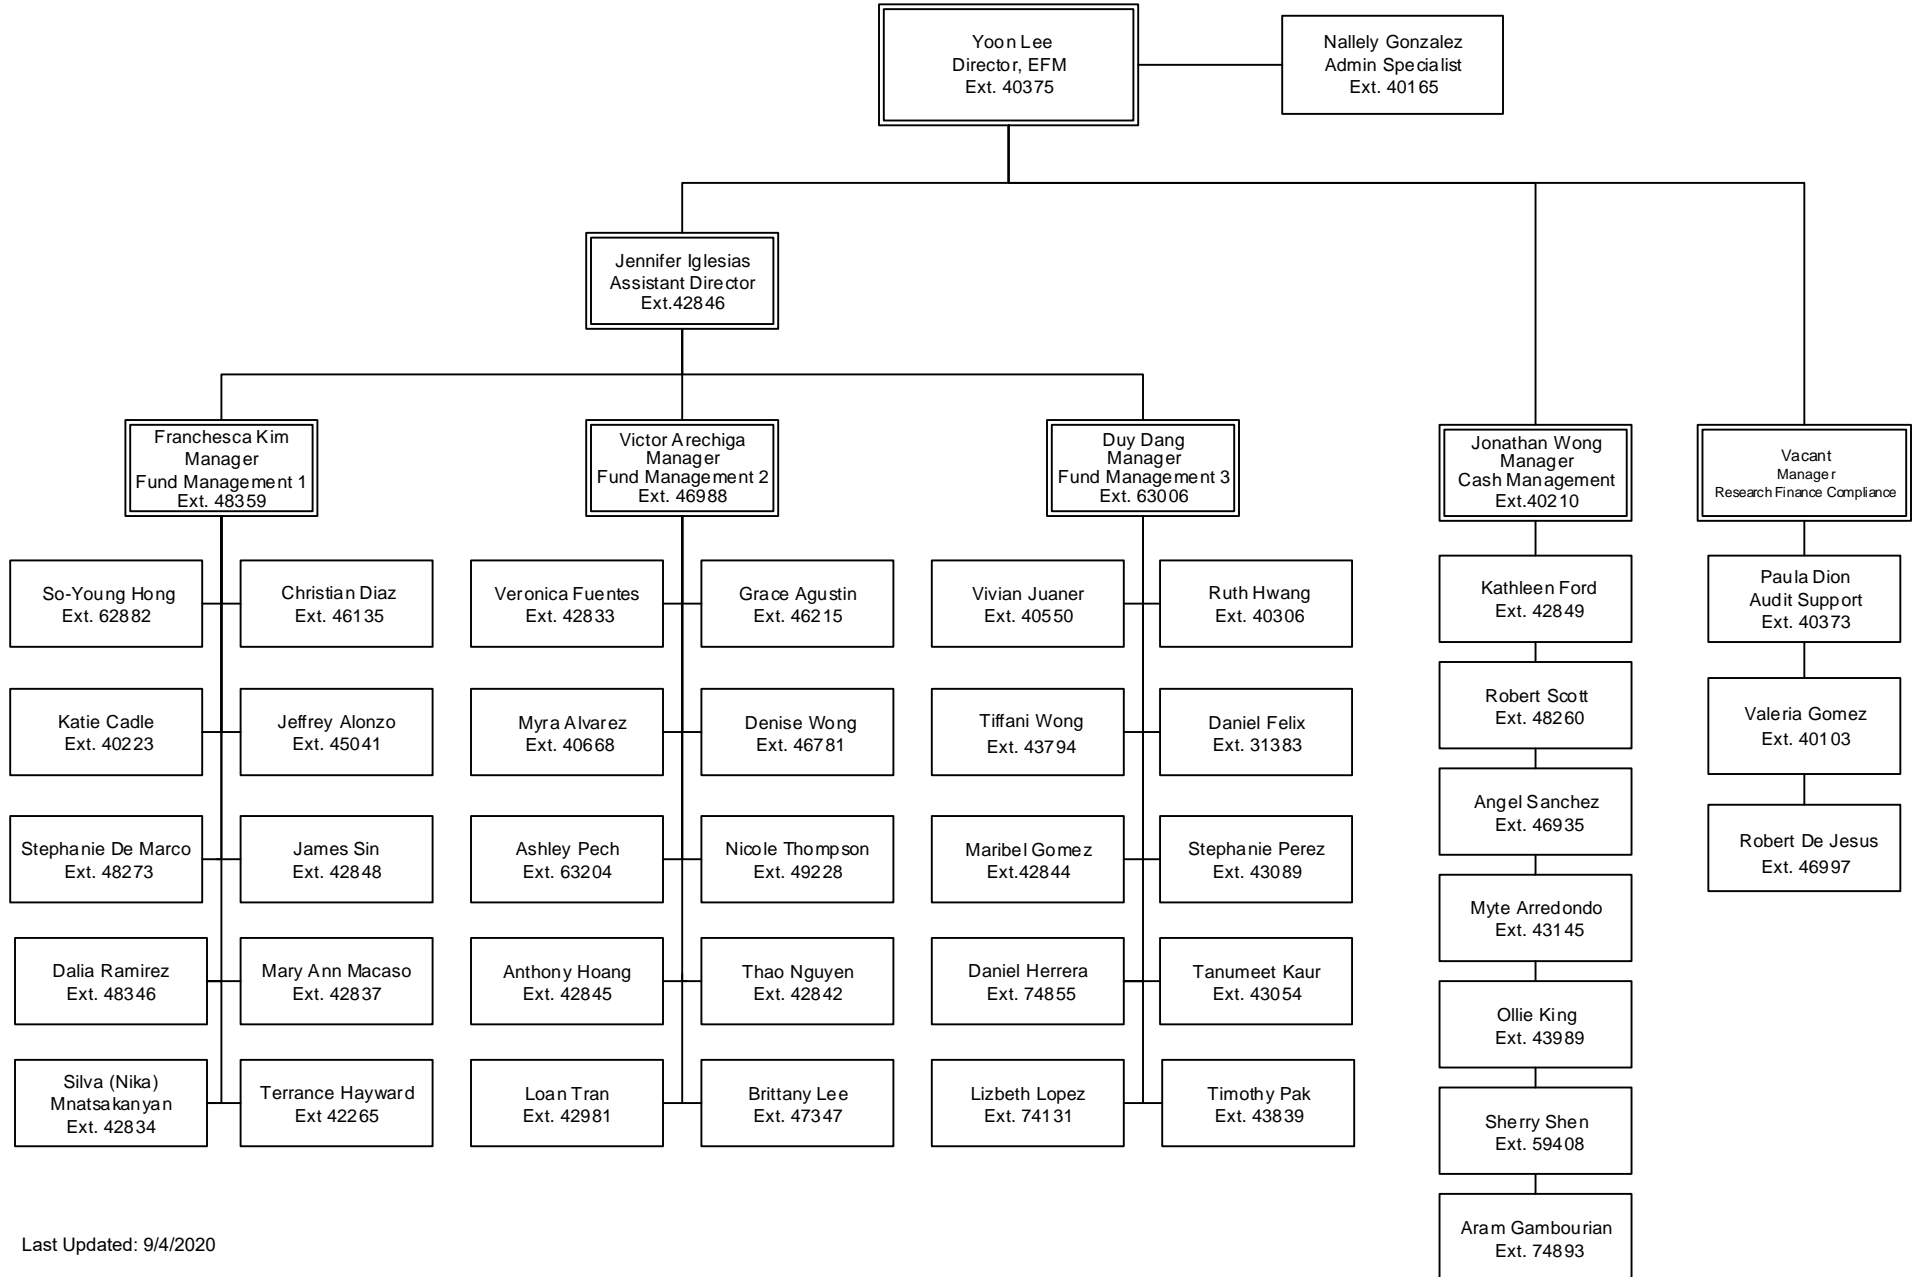 Yoon Lee
Director, EFM
Ext. 40375
Nallely Gonzalez
Admin Specialist
Ext. 40165
Jennifer Iglesias
Assistant Director
Ext.42846
Franchesca Kim
Manager
Fund Management 1
Ext. 48359
Victor Arechiga
Manager
Fund Management 2
Ext. 46988
Duy Dang
Manager
Fund Management 3
Ext. 63006
Jonathan Wong
Manager
Cash Management
Ext.40210
Vacant
Manager
Research Finance Compliance
So-Young Hong
Ext. 62882
Christian Diaz
Ext. 46135
Katie Cadle
Ext. 40223
Jeffrey Alonzo
Ext. 45041
Stephanie De Marco
Ext. 48273
James Sin
Ext. 42848
Dalia Ramirez
Ext. 48346
Mary Ann Macaso
Ext. 42837
Silva (Nika)
Mnatsakanyan
Ext. 42834
Terrance Hayward
Ext 42265
Veronica Fuentes
Ext. 42833
Grace Agustin
Ext. 46215
Myra Alvarez
Ext. 40668
Denise Wong
Ext. 46781
Ashley Pech
Ext. 63204
Nicole Thompson
Ext. 49228
Anthony Hoang
Ext. 42845
Thao Nguyen
Ext. 42842
Loan Tran
Ext. 42981
Brittany Lee
Ext. 47347
Vivian Juaner
Ext. 40550
Ruth Hwang
Ext. 40306
Tiffani Wong
Ext. 43794
Daniel Felix
Ext. 31383
Maribel Gomez
Ext.42844
Stephanie Perez
Ext. 43089
Daniel Herrera
Ext. 74855
Tanumeet Kaur
Ext. 43054
Lizbeth Lopez
Ext. 74131
Timothy Pak
Ext. 43839
Kathleen Ford
Ext. 42849
Robert Scott
Ext. 48260
Angel Sanchez
Ext. 46935
Myte Arredondo
Ext. 43145
Ollie King
Ext. 43989
Sherry Shen
Ext. 59408
Aram Gambourian
Ext. 74893
Paula Dion
Audit Support
Ext. 40373
Valeria Gomez
Ext. 40103
Robert De Jesus
Ext. 46997
Last Updated: 9/4/2020